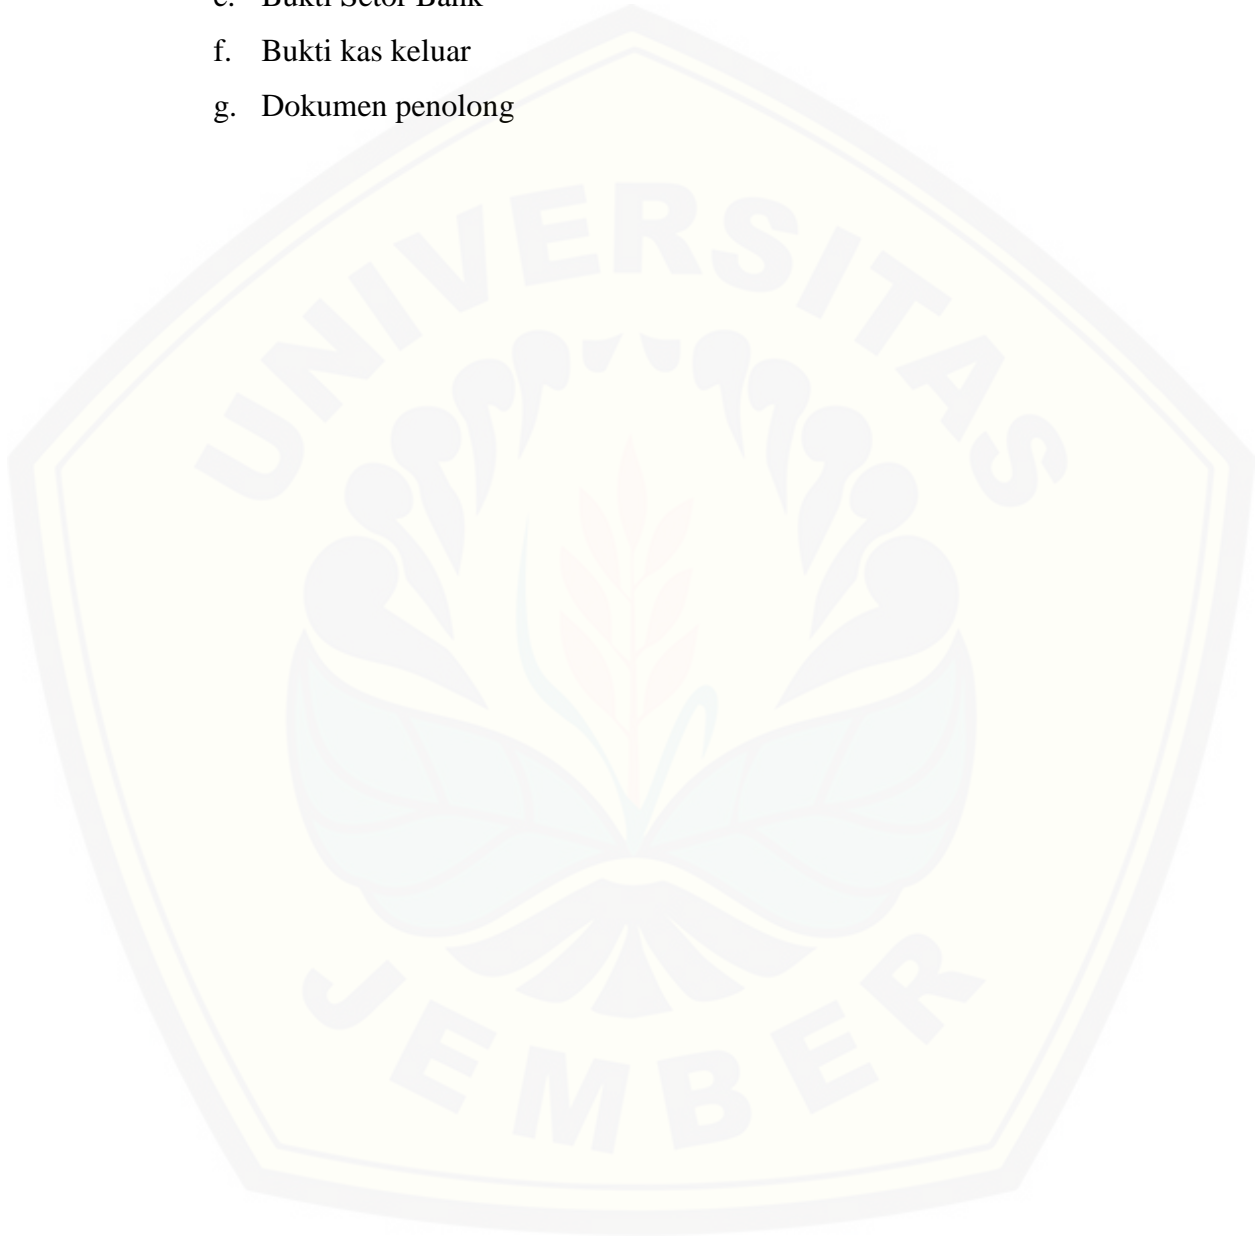 e. Bukti Setor Bank
f. Bukti kas keluar
g. Dokumen penolong
UNIVERSITAS
JEMBER